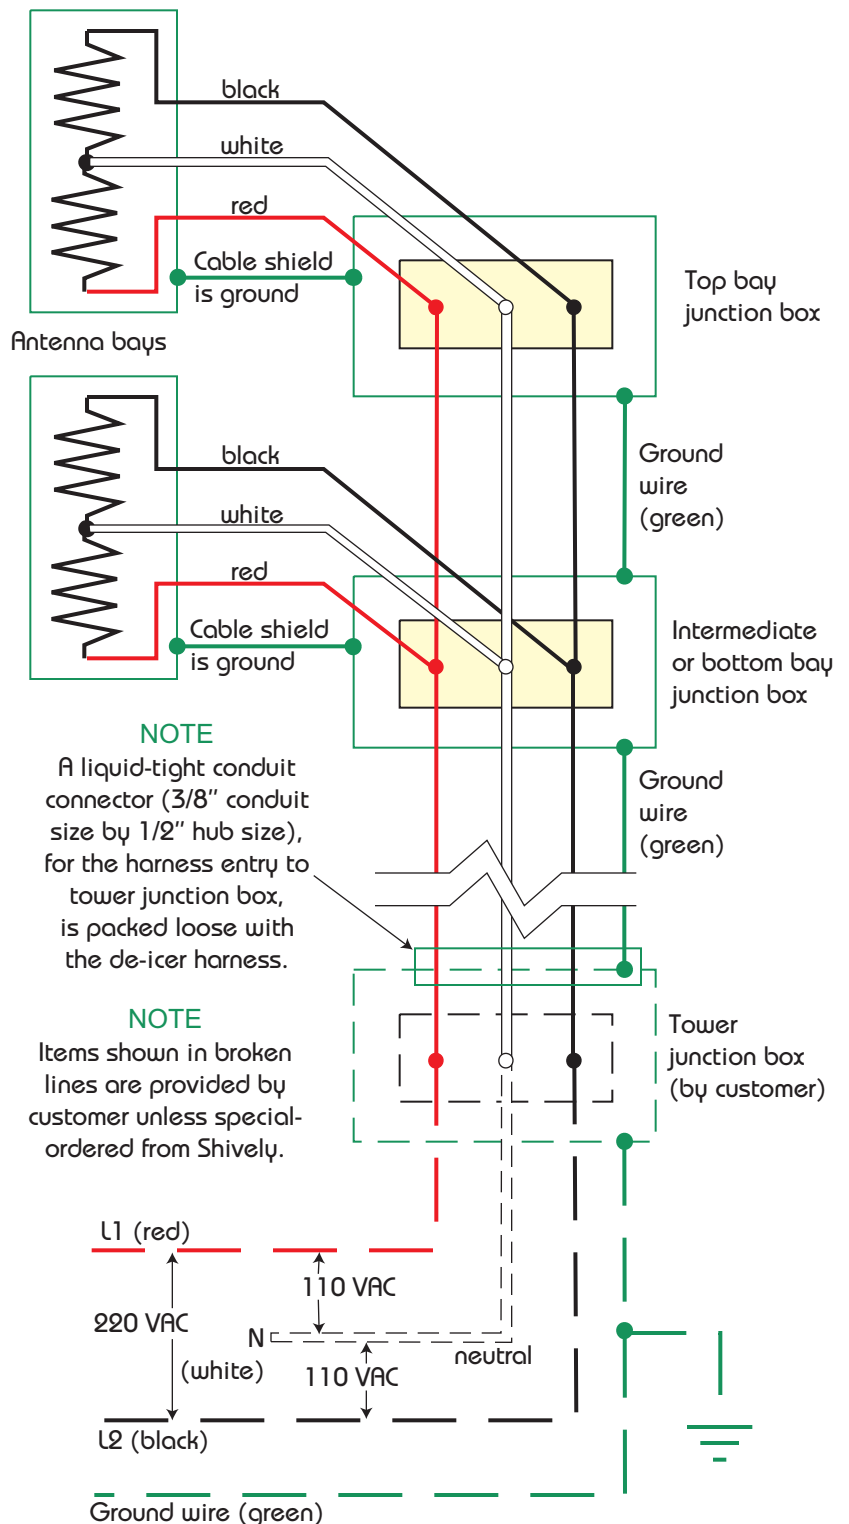 black
white
red
Cable shield
is ground
Top bay
junction box
Antenna bays
black
white
red
Cable shield
is ground
Ground
wire
(green)
Intermediate
or bottom bay
junction box
NOTE
A liquid-tight conduit
connector (3/8" conduit
size by 1/2" hub size),
for the harness entry to
tower junction box,
is packed loose with
the de-icer harness.
Ground
wire
(green)
NOTE
Items shown in broken
lines are provided by
customer unless special-
ordered from Shively.
Tower
junction box
(by customer)
L1 (red)
110 VAC
220 VAC
N
(white)
neutral
110 VAC
L2 (black)
Ground wire (green)